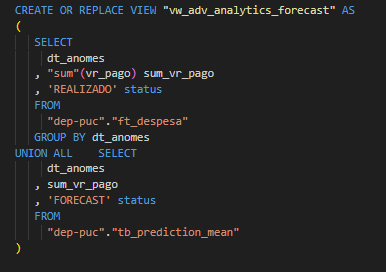 CREATE OR REPLACE VIEW "vw_adv_analytics_forecast" AS
(
SELECT
dt_anomes
, "sum"(vr_pago) sum_vr_pago
, 'REALIZADO' status
FROM
"dep-puc"."ft_despesa"
GROUP BY dt_anomes
UNION ALL    SELECT
dt_anomes
, sum_vr_pago
, 'FORECAST' status
FROM
"dep-puc"."tb_prediction_mean"
)